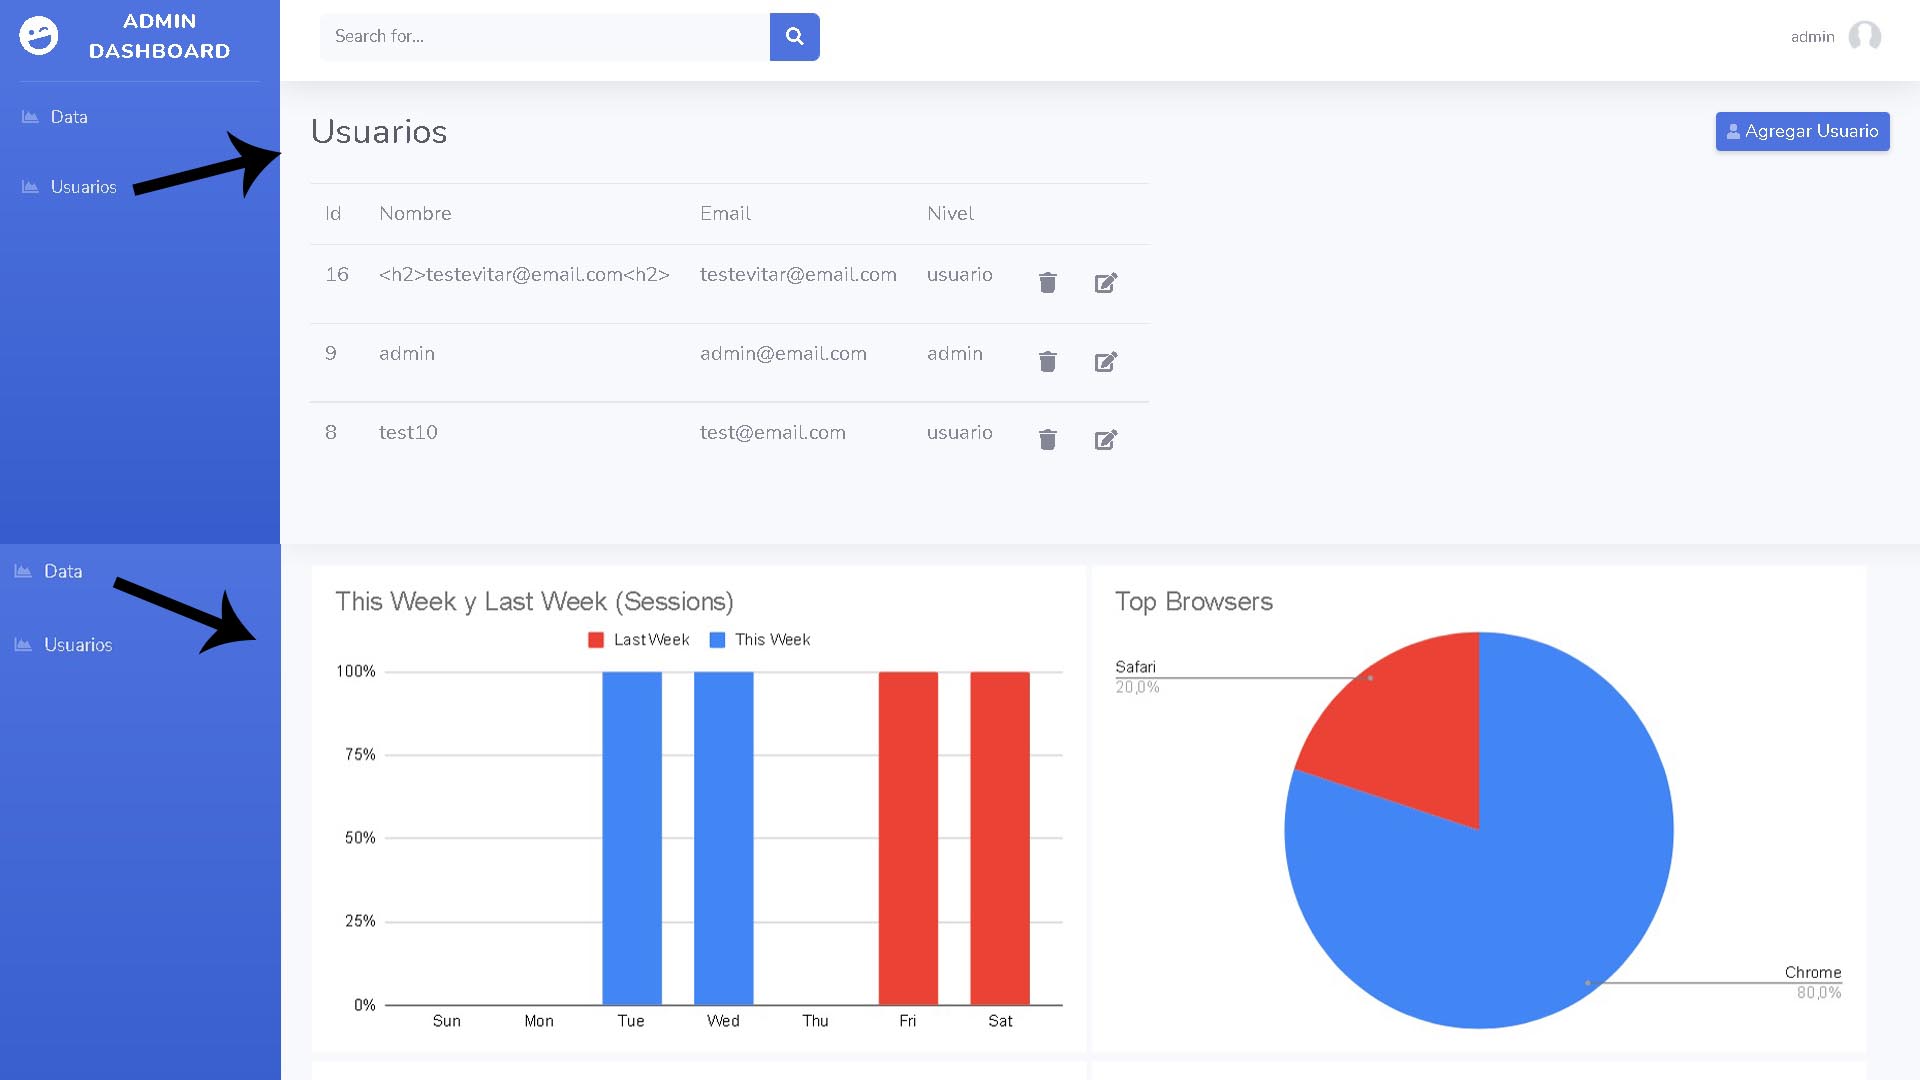 ADMIN
DASHBOARD
Search for...
admin
Data
Usuarios
Usuarios
Agregar Usuario
Id Nombre Email Nivel
16 <h2>testevitar@email.com<h2> testevitar@email.com usuario
9 admin admin@email.com admin
8 test10 test@email.com usuario
Data
Usuarios
This Week y Last Week (Sessions)
Last Week This Week
100%
75%
50%
25%
0%
Sun Mon Tue Wed Thu Fri Sat
Top Browsers
Safari
20,0%
Chrome
80,0%